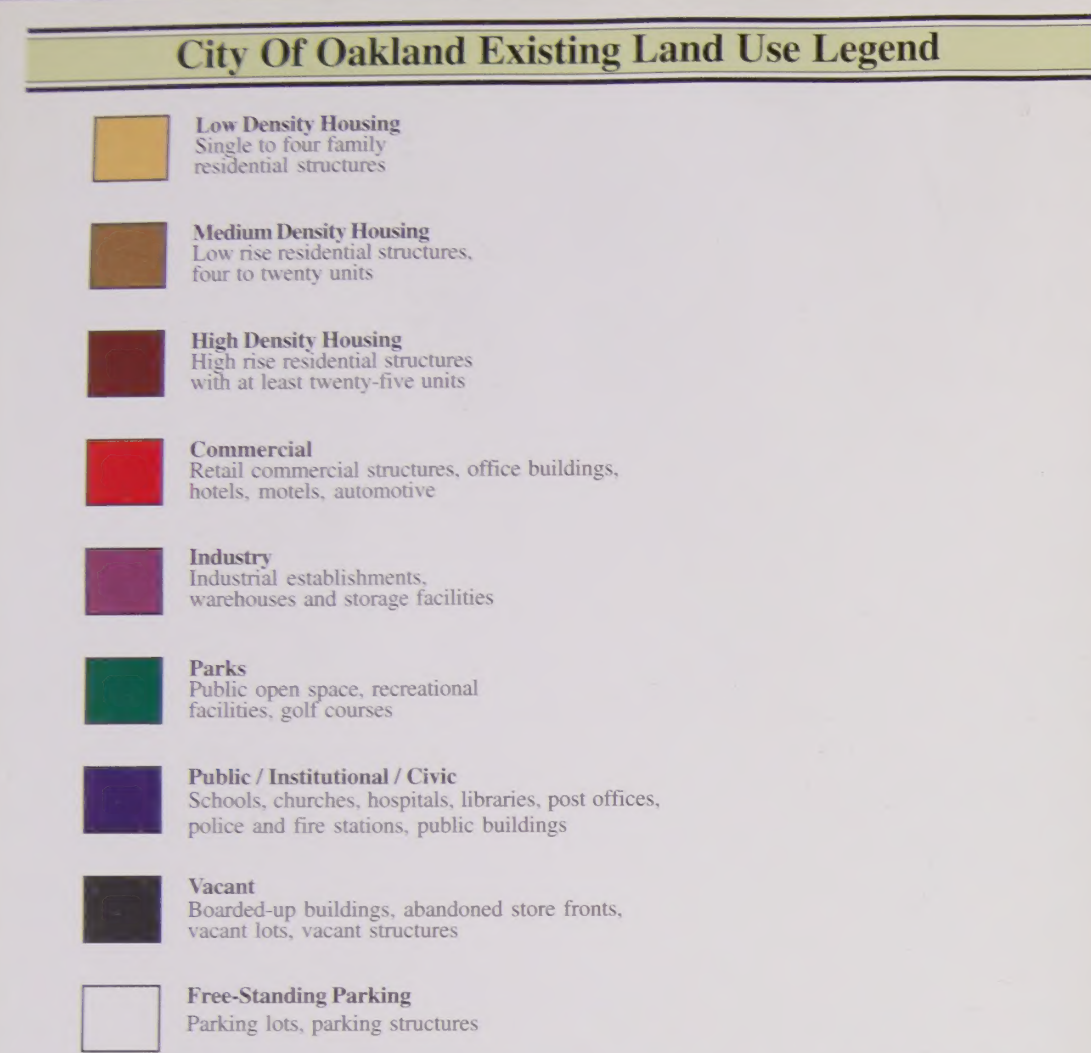 City Of Oakland Existing Land Use Legend
Low Density Housing
Single to four family
residential structures
Medium Density Housing
Low rise residential structures,
four to twenty units
High Density Housing
High rise residential structures
with at least twenty-five units
Commercial
Retail commercial structures, office buildings,
hotels, motels, automotive
Industry
Industrial establishments,
warehouses and storage facilities
Parks
Public open space, recreational
facilities, golf courses
Public / Institutional / Civic
Schools, churches, hospitals, libraries, post offices,
police and fire stations, public buildings
Vacant
Boarded-up buildings, abandoned store fronts,
vacant lots, vacant structures
Free-Standing Parking
Parking lots, parking structures